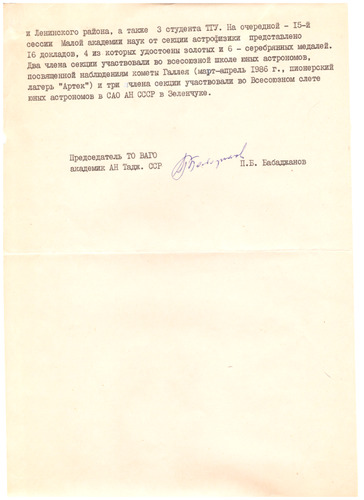 и Ленинского района, а также 3 студента ТГУ. На очередной - 15-й
сессии Малой академии наук от секции астрофизики представлено
16 докладов, 4 из которых удостоены золотых и 6 - серебряных медалей.
Два члена секции участвовали во всесоюзной школе юных астрономов,
посвященной наблюдениям кометы Галлея (март-апрель 1986 г., пионерский
лагерь "Артек") и три члена секции участвовали во Всесоюзном слете
юных астрономов в САО АН СССР в Зеленчуке.
Председатель ТО ВАГО
академик АН Тадж. ССР П.Б. Бабаджанов